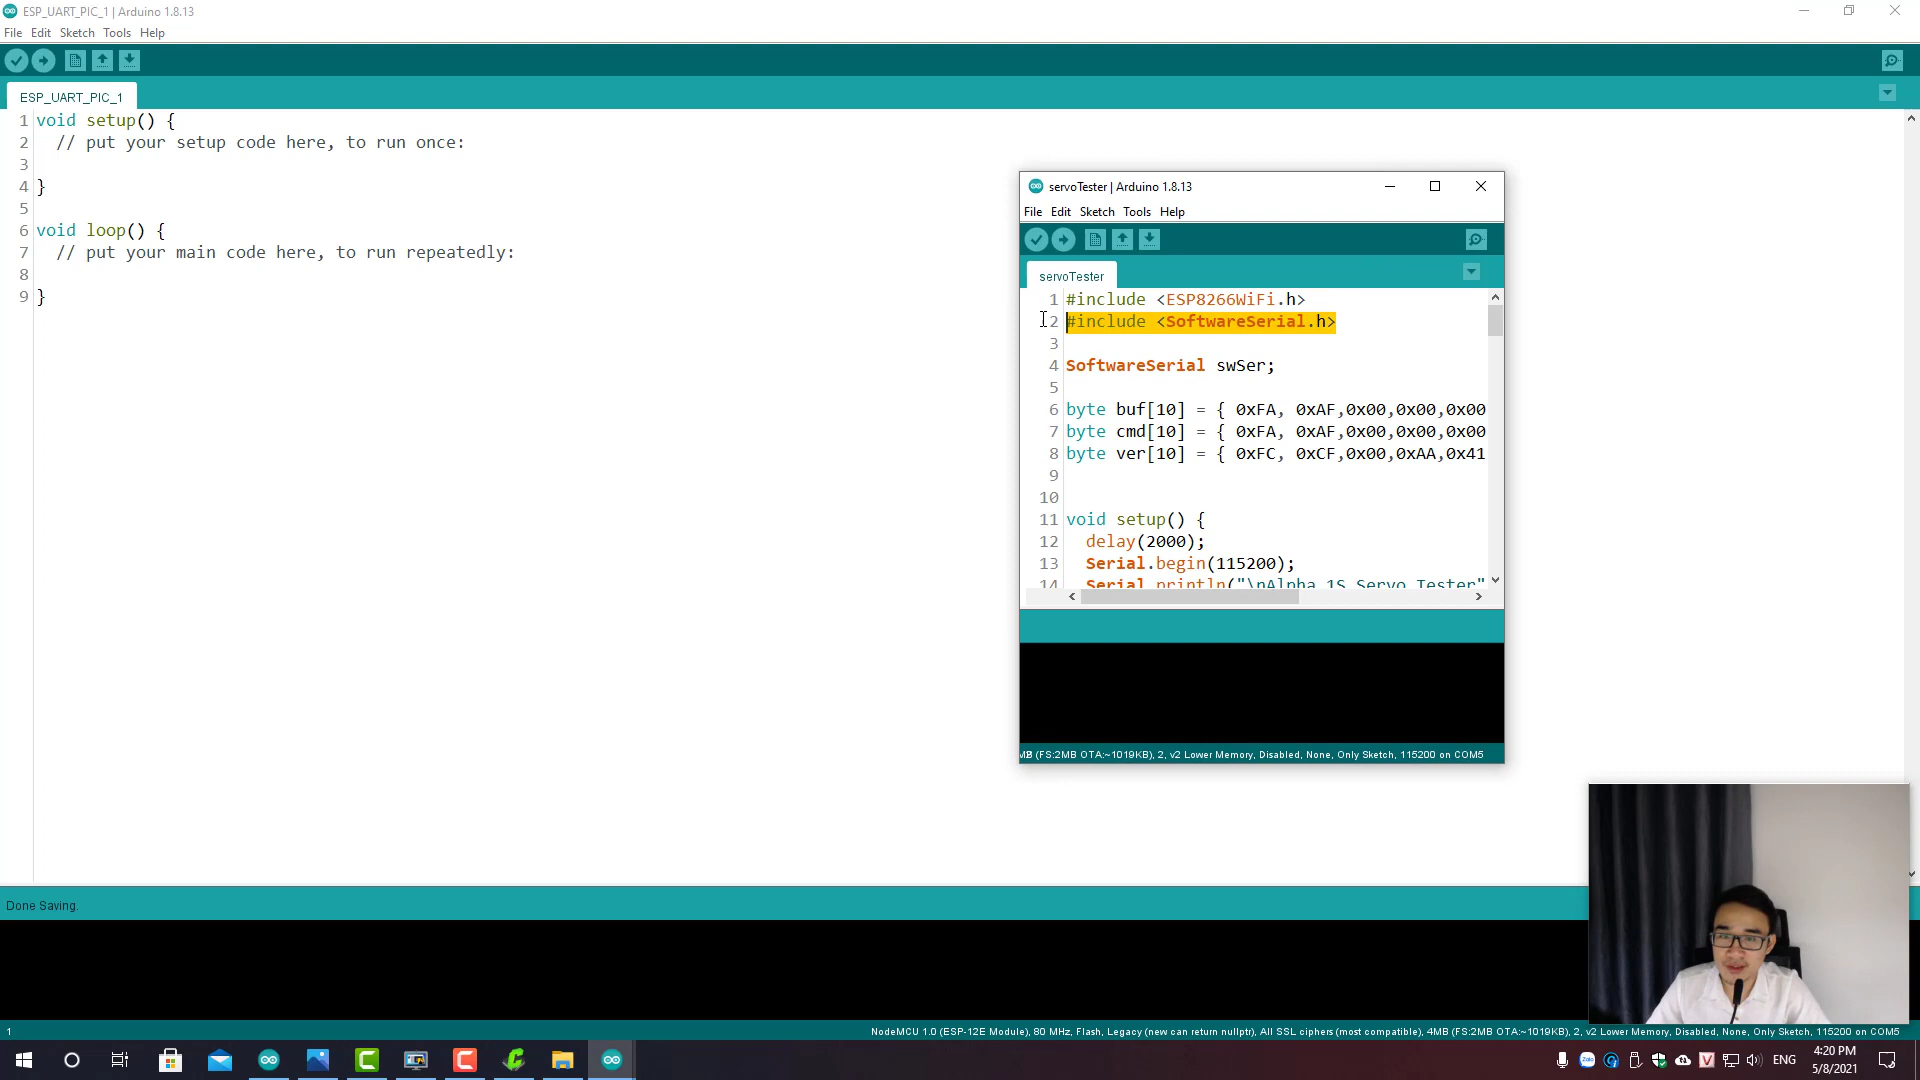 ESP_UART_PIC_1 | Arduino 1.8.13
File Edit Sketch Tools Help
ESP_UART_PIC_1
1 void setup() {
2 // put your setup code here, to run once:
3
4 }
5
6 void loop() {
7 // put your main code here, to run repeatedly:
8
9 }
servoTester | Arduino 1.8.13
File Edit Sketch Tools Help
servoTester
1 #include <ESP8266WiFi.h>
2 #include <SoftwareSerial.h>
3
4 SoftwareSerial swSer;
5
6 byte buf[10] = { 0xFA, 0xAF,0x00,0x00,0x00
7 byte cmd[10] = { 0xFA, 0xAF,0x00,0x00,0x00
8 byte ver[10] = { 0xFC, 0xCF,0x00,0xAA,0x41
9
10
11 void setup() {
12 delay(2000);
13 Serial.begin(115200);
14 Serial.println("\nAlpha 1S Servo Tester"
(FS:2MB OTA:~1019KB), 2, v2 Lower Memory, Disabled, None, Only Sketch, 115200 on COM5
Done Saving.
1
NodeMCU 1.0 (ESP-12E Module), 80 MHz, Flash, Legacy (new can return nullptr), All SSL ciphers (most compatible), 4MB (FS:2MB OTA:~1019KB), 2, v2 Lower Memory, Disabled, None, Only Sketch, 115200 on COM5
Zalo
V
ENG
4:20 PM
5/8/2021